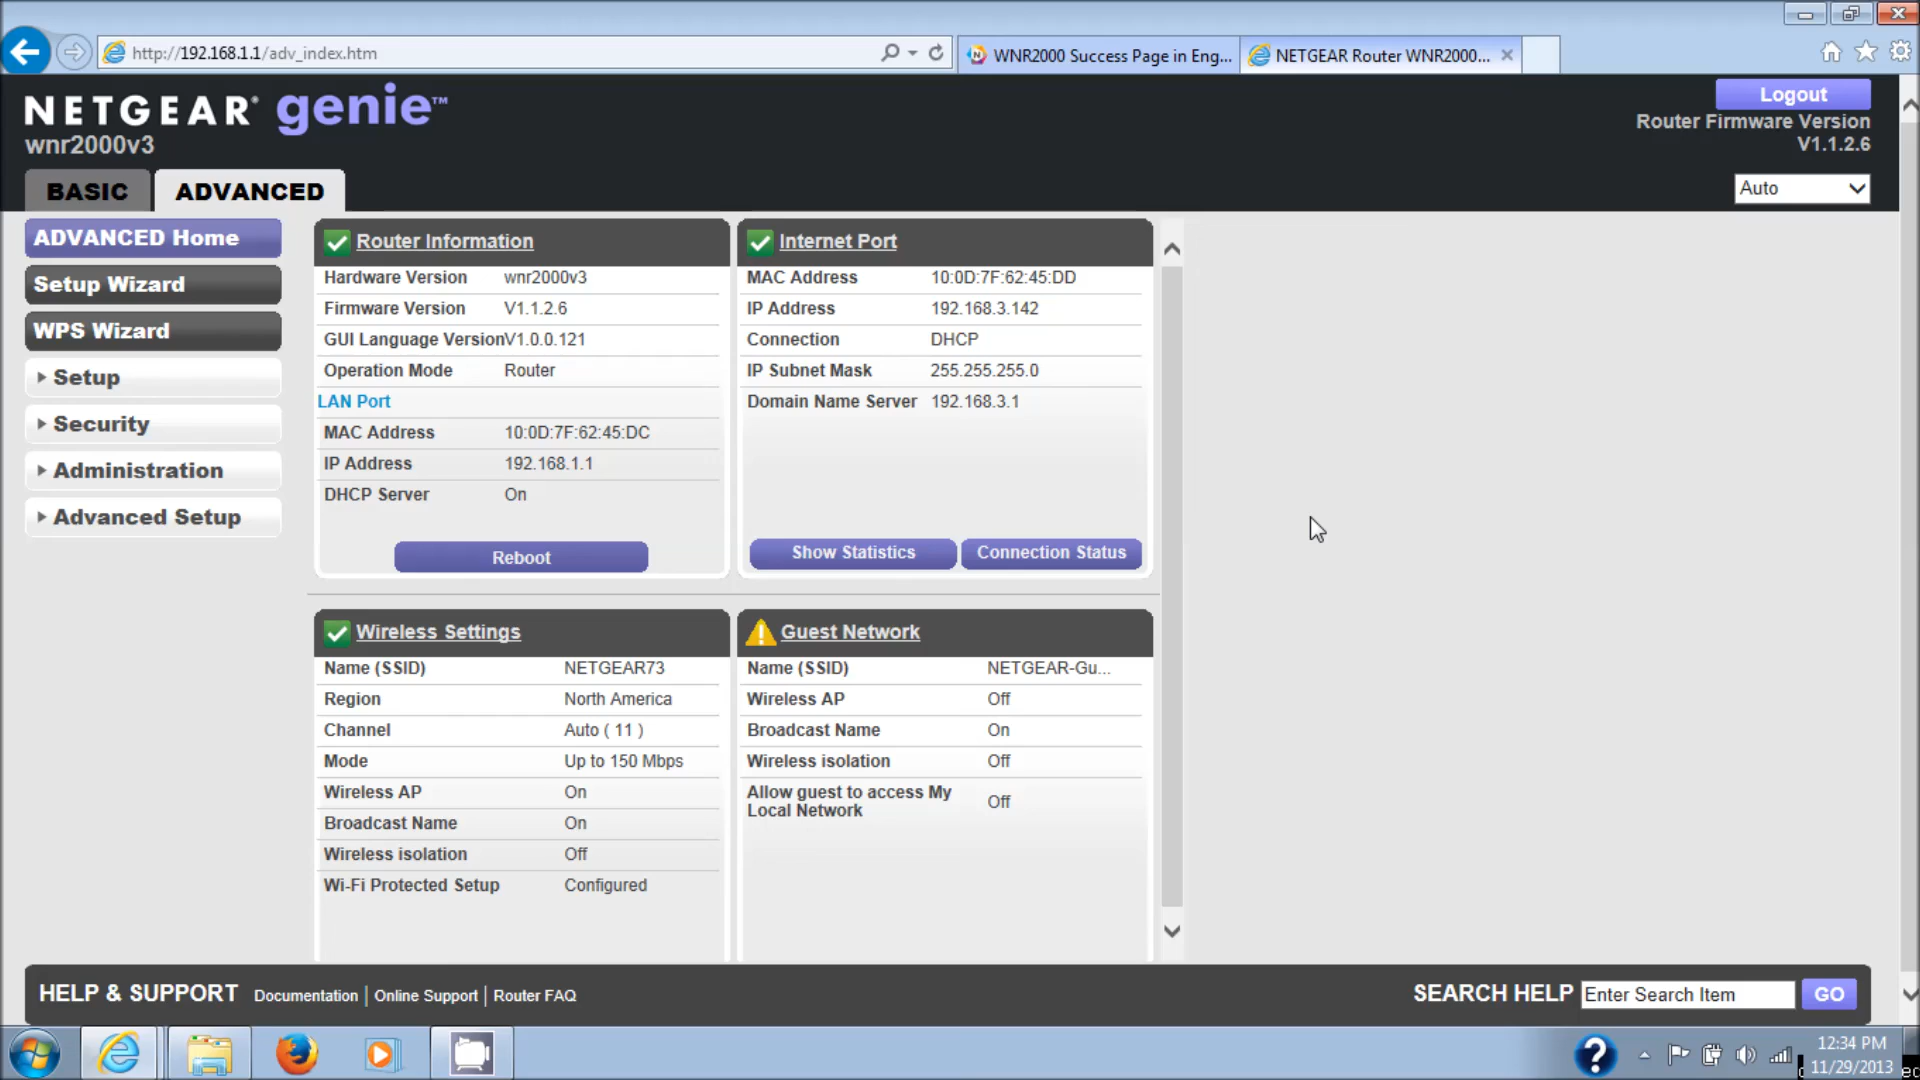 http://192.168.1.1/adv_index.htm
WNR2000 Success Page in Eng...
NETGEAR Router WNR2000...
NETGEAR® genie™
wnr2000v3
Logout
Router Firmware Version
V1.1.2.6
BASIC
ADVANCED
Auto
ADVANCED Home
Setup Wizard
WPS Wizard
Setup
Security
Administration
Advanced Setup
Router Information
Hardware Version wnr2000v3
Firmware Version V1.1.2.6
GUI Language Version V1.0.0.121
Operation Mode Router
LAN Port
MAC Address 10:0D:7F:62:45:DC
IP Address 192.168.1.1
DHCP Server On
Reboot
Internet Port
MAC Address 10:0D:7F:62:45:DD
IP Address 192.168.3.142
Connection DHCP
IP Subnet Mask 255.255.255.0
Domain Name Server 192.168.3.1
Show Statistics
Connection Status
Wireless Settings
Name (SSID) NETGEAR73
Region North America
Channel Auto ( 11 )
Mode Up to 150 Mbps
Wireless AP On
Broadcast Name On
Wireless isolation Off
Wi-Fi Protected Setup Configured
Guest Network
Name (SSID) NETGEAR-Gu...
Wireless AP Off
Broadcast Name On
Wireless isolation Off
Allow guest to access My
Local Network Off
HELP & SUPPORT Documentation | Online Support | Router FAQ
SEARCH HELP Enter Search Item GO
12:34 PM
11/29/2013